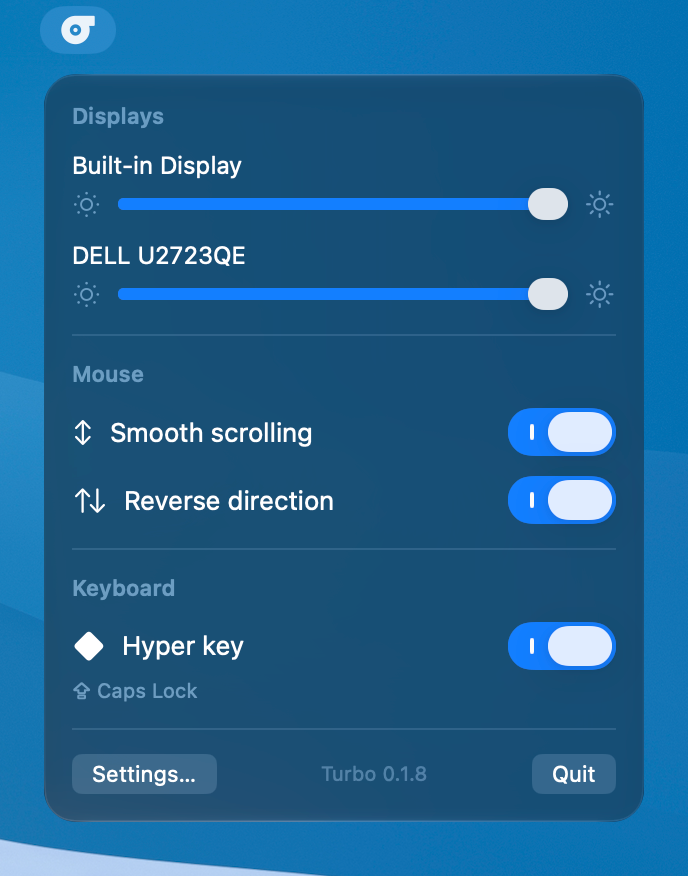 Displays
Built-in Display
DELL U2723QE
Mouse
Smooth scrolling
Reverse direction
Keyboard
Hyper key
Caps Lock
Settings... Turbo 0.1.8 Quit